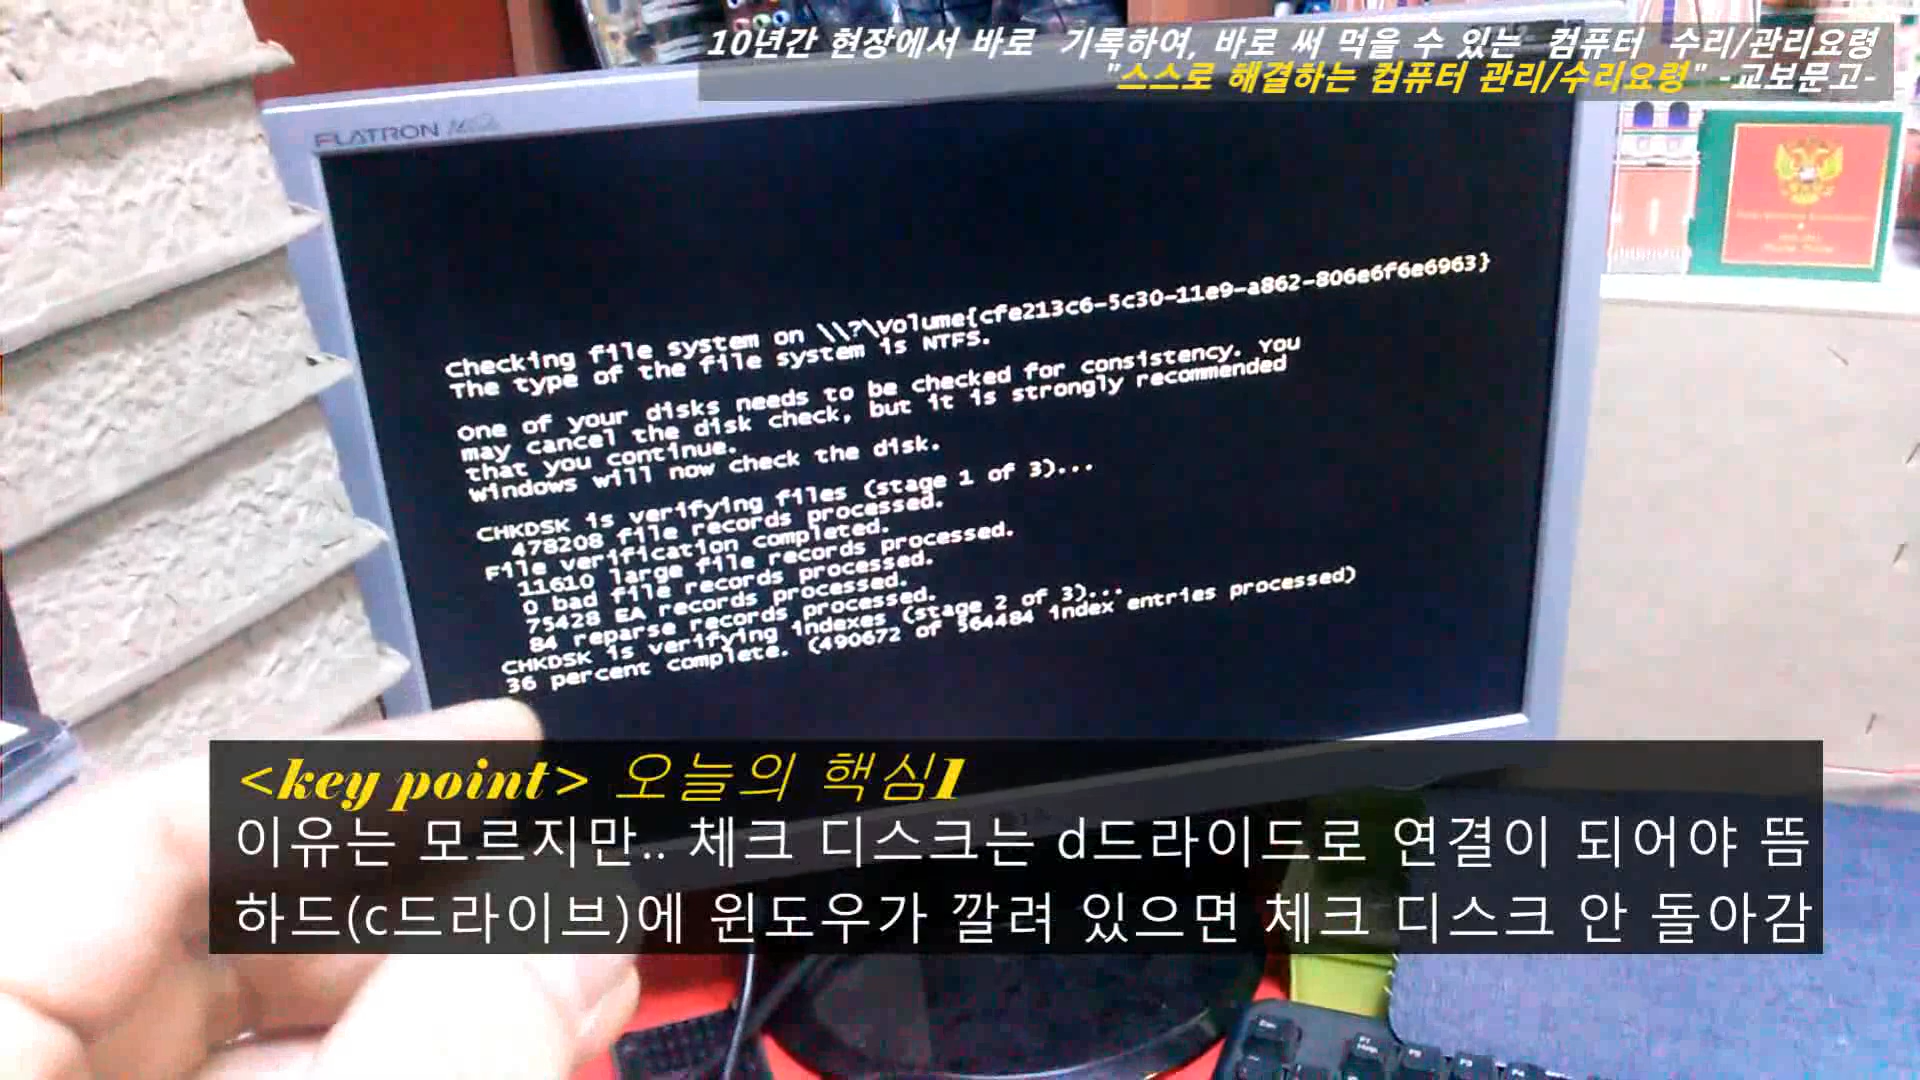 10년간 현장에서 바로 기록하여, 바로 써 먹을 수 있는 컴퓨터 수리/관리요령
"스스로 해결하는 컴퓨터 관리/수리요령" -교보문고-
FLATRON
Checking file system on \\?\Volume{cfe213c6-5c30-11e9-a862-806e6f6e6963}
The type of the file system is NTFS.
One of your disks needs to be checked for consistency. You
may cancel the disk check, but it is strongly recommended
that you continue.
Windows will now check the disk.
CHKDSK is verifying files (stage 1 of 3)...
478208 file records processed.
File verification completed.
11610 large file records processed.
0 bad file records processed.
75428 EA records processed.
84 reparse records processed.
CHKDSK is verifying indexes (stage 2 of 3)...
36 percent complete. (490672 of 564484 index entries processed)
<key point> 오늘의 핵심1
이유는 모르지만.. 체크 디스크는 d드라이드로 연결이 되어야 뜸
하드(c드라이브)에 윈도우가 깔려 있으면 체크 디스크 안 돌아감